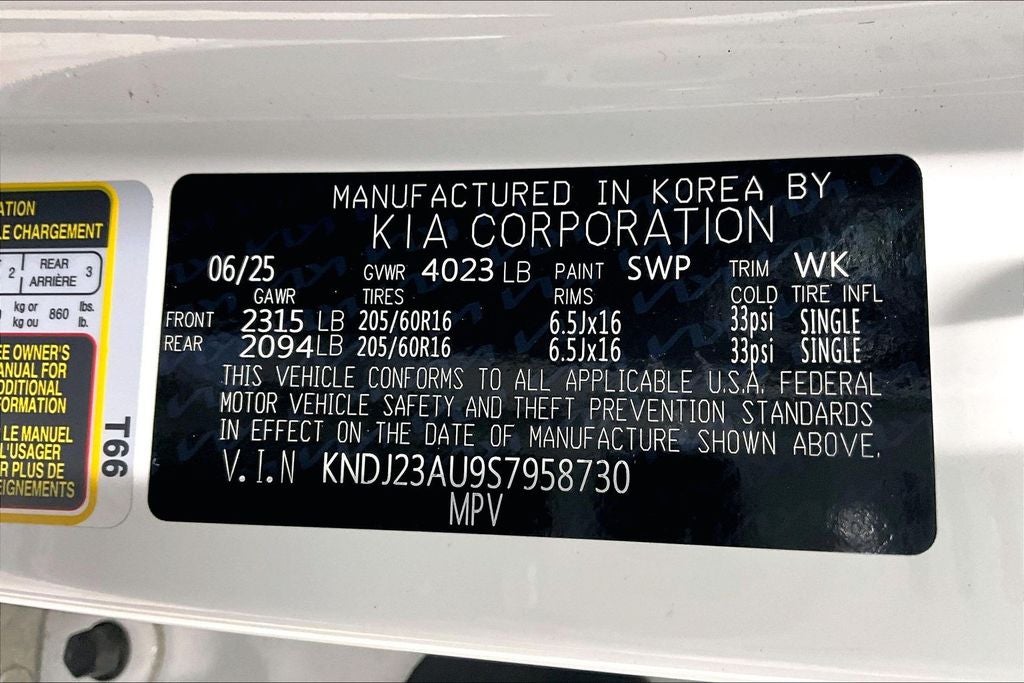 MANUFACTURED IN KOREA BY
KIA CORPORATION
06/25 GVWR 4023 LB PAINT SWP TRIM WK
GAWR TIRES RIMS COLD TIRE INFL
FRONT 2315 LB 205/60R16 6.5Jx16 33psi SINGLE
REAR 2094 LB 205/60R16 6.5Jx16 33psi SINGLE
THIS VEHICLE CONFORMS TO ALL APPLICABLE U.S.A. FEDERAL
MOTOR VEHICLE SAFETY AND THEFT PREVENTION STANDARDS
IN EFFECT ON THE DATE OF MANUFACTURE SHOWN ABOVE.
V.I.N KNDJ23AU9S7958730
MPV
ATION
LE CHARGEMENT
2 REAR 3
ARRIÈRE
kg or 860 lbs.
kg ou lb.
EE OWNER'S
ANUAL FOR
DDITIONAL
FORMATION
LE MANUEL
L'USAGER
R PLUS DE
EIGNEMENTS
T66